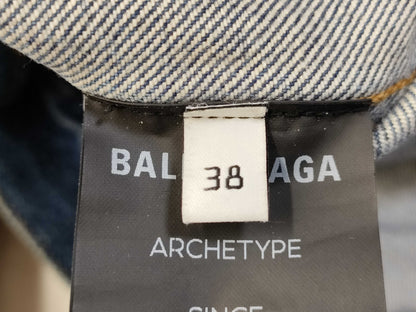 BAL AGA
38
ARCHETYPE
SINCE